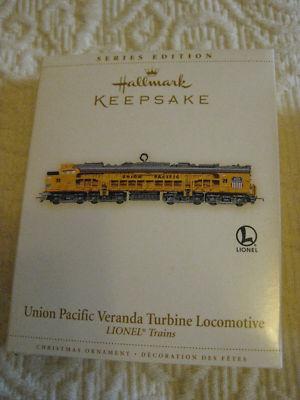 SERIES EDITION
Hallmark
KEEPSAKE
UNION PACIFIC
L
LIONEL
Union Pacific Veranda Turbine Locomotive
LIONEL® Trains
CHRISTMAS ORNAMENT • DÉCORATION DES FÊTES